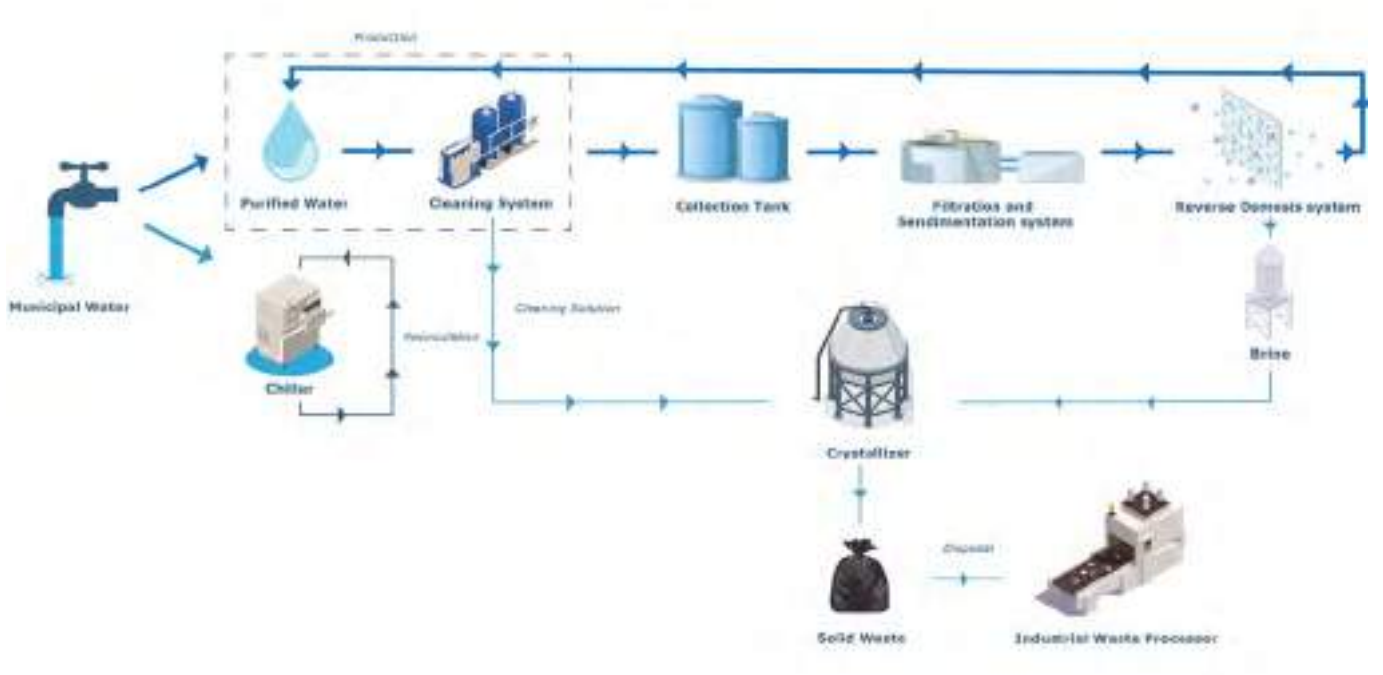 Production
Purified Water
Cleaning System
Collection Tank
Filtration and
Sendimentation system
Reverse Osmosis system
Municipal Water
Chiller
Recirculation
Cleaning Solution
Brine
Crystallizer
Solid Waste
Disposal
Industrial Waste Processor